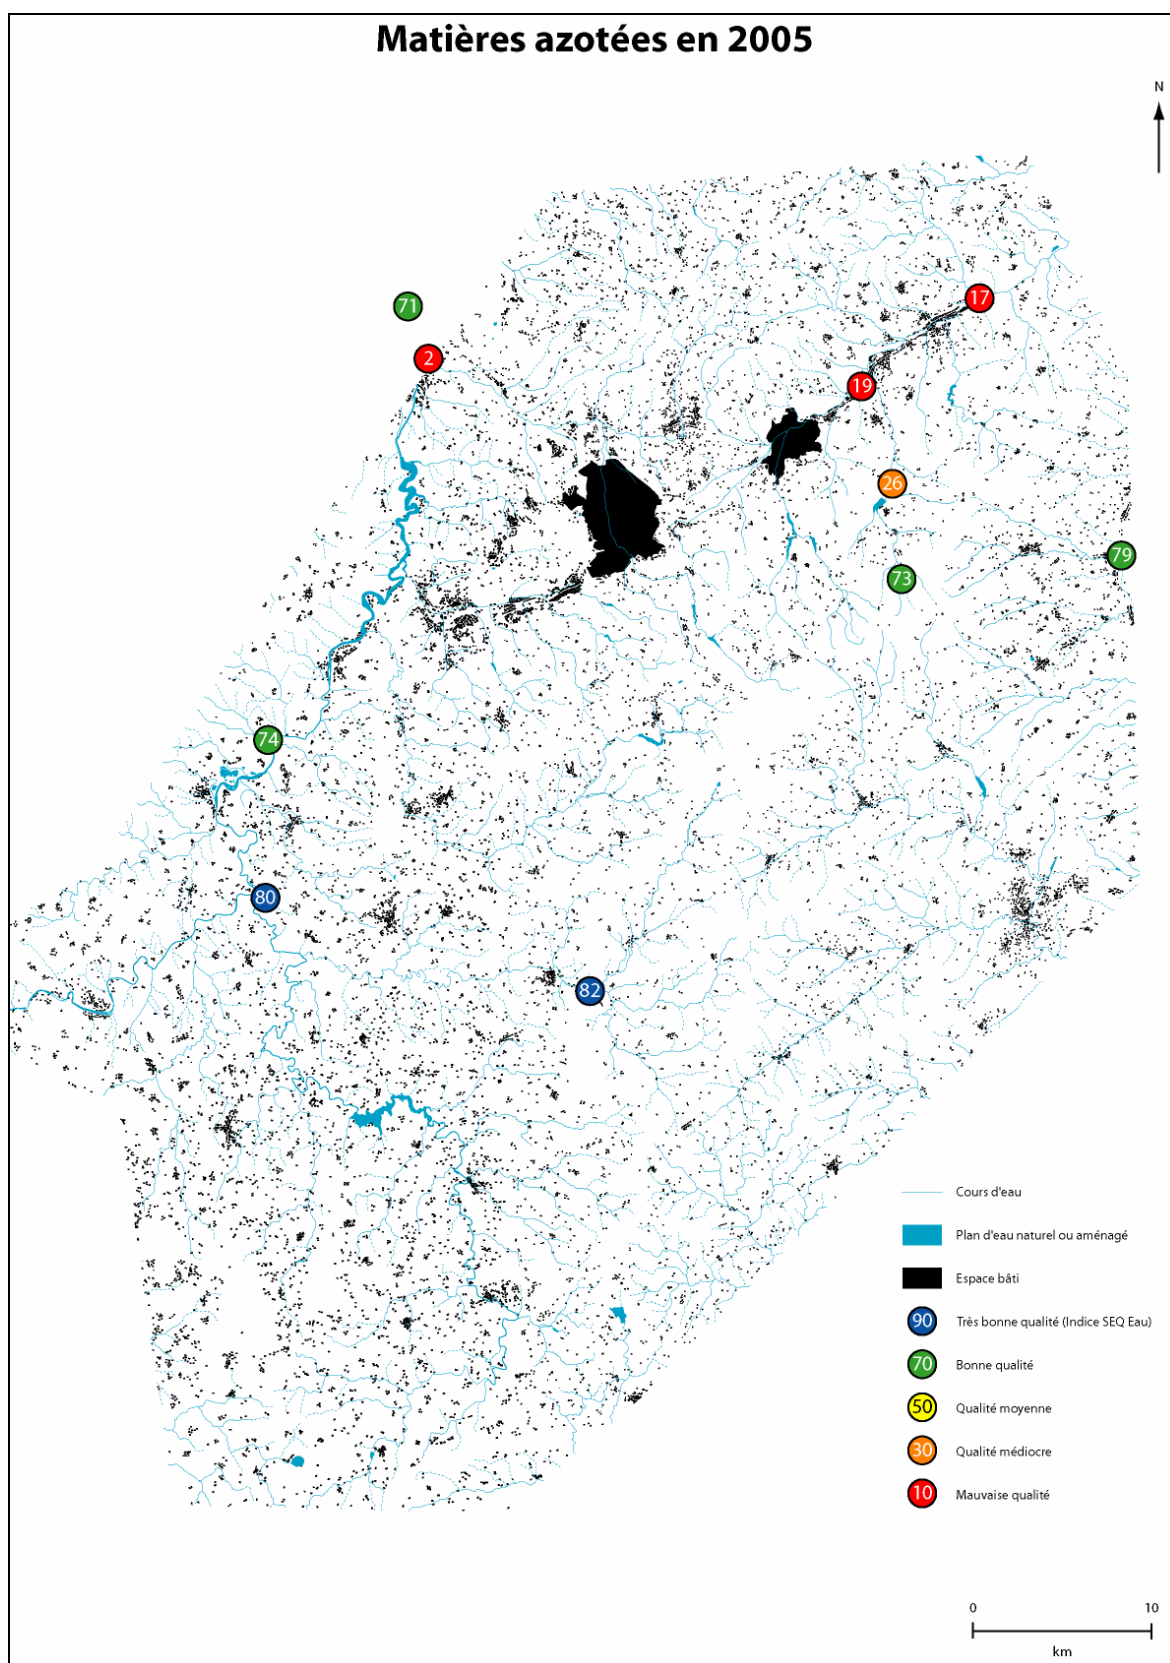 Matières azotées en 2005
N
71
2
17
19
26
79
73
74
80
82
Cours d'eau
Plan d'eau naturel ou aménagé
Espace bâti
90 Très bonne qualité (Indice SEQ Eau)
70 Bonne qualité
50 Qualité moyenne
30 Qualité médiocre
10 Mauvaise qualité
0 10
km